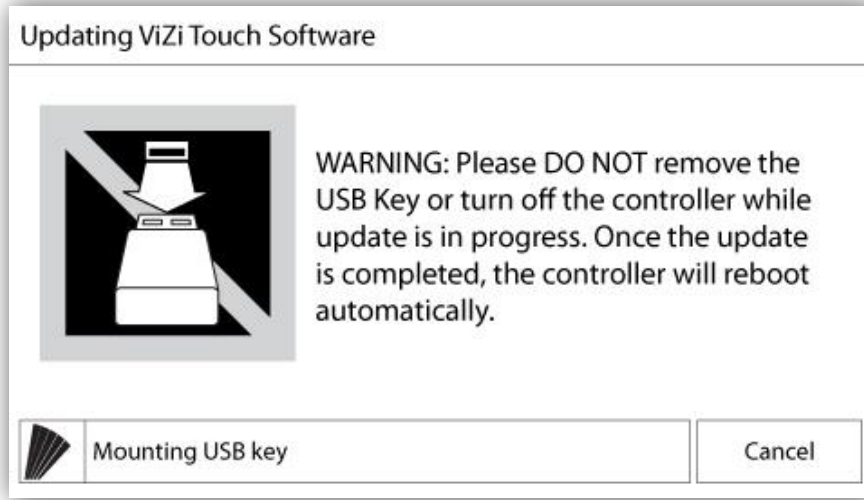 Updating ViZi Touch Software
WARNING: Please DO NOT remove the
USB Key or turn off the controller while
update is in progress. Once the update
is completed, the controller will reboot
automatically.
Mounting USB key
Cancel